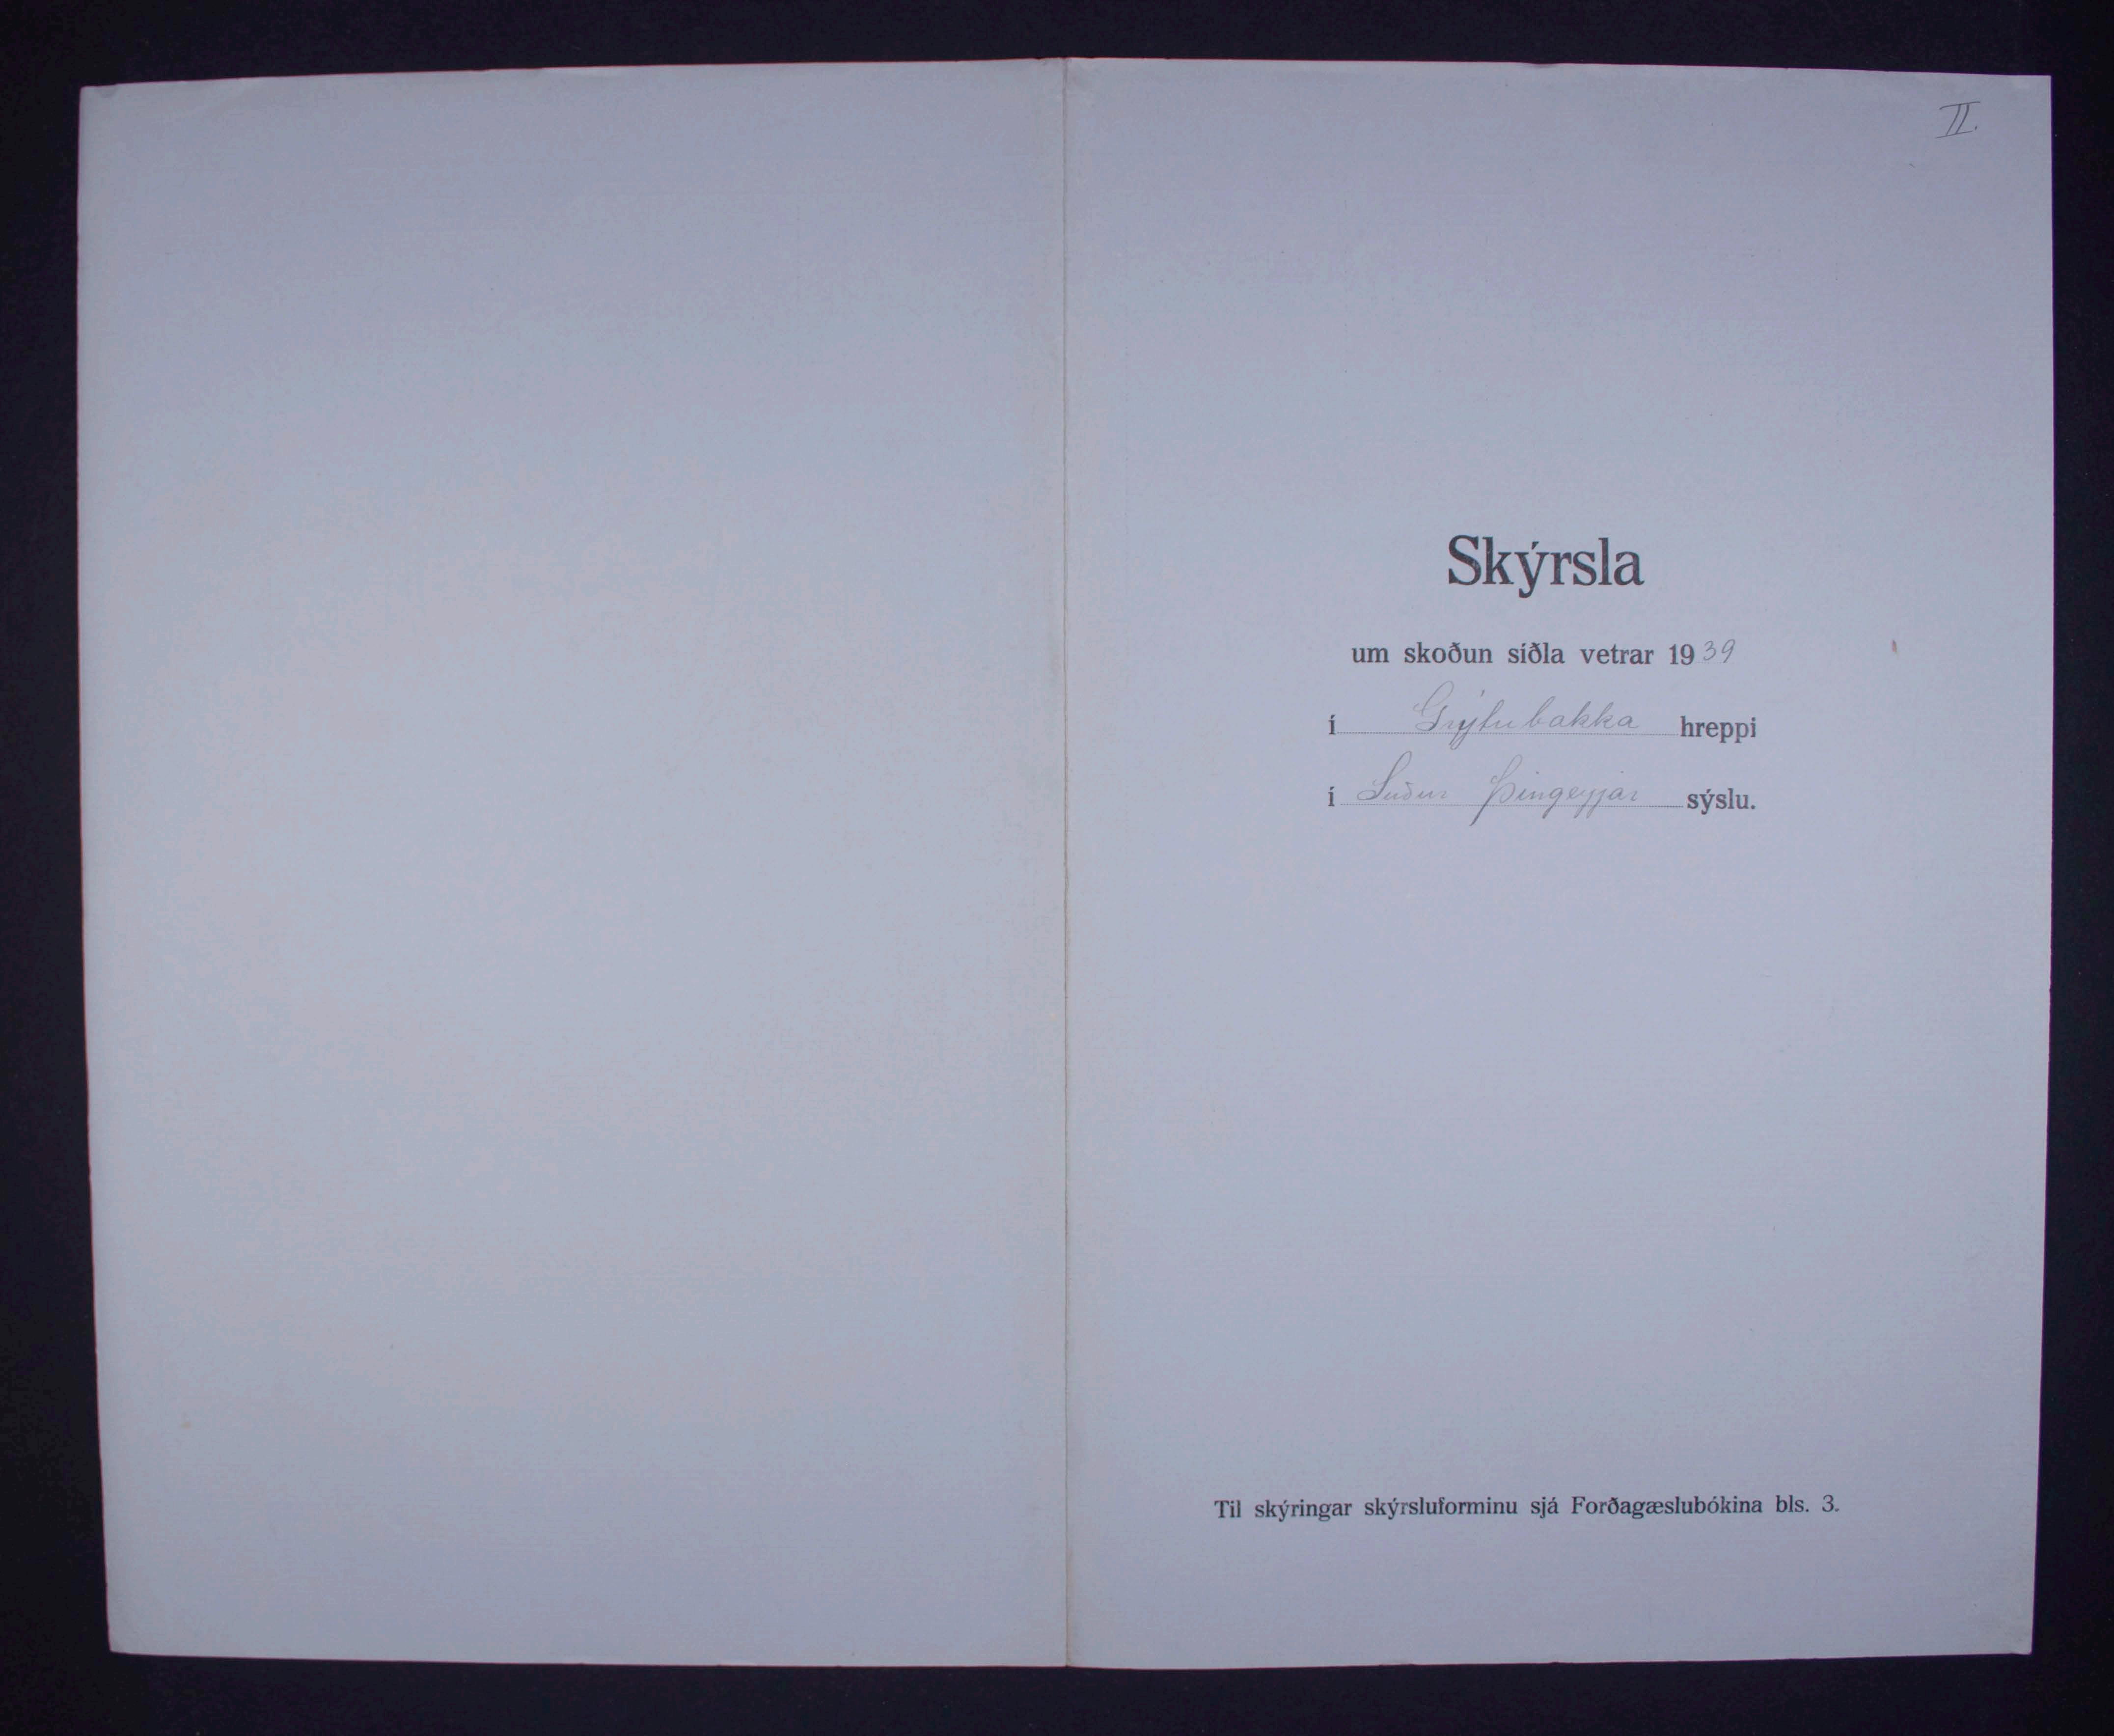 II.
Skýrsla
um skoðun síðla vetrar 1939
í Grýtubakka hreppi
í Suður Þingeyjar sýslu.
Til skýringar skýrsluforminu sjá Forðagæslubókina bls. 3.